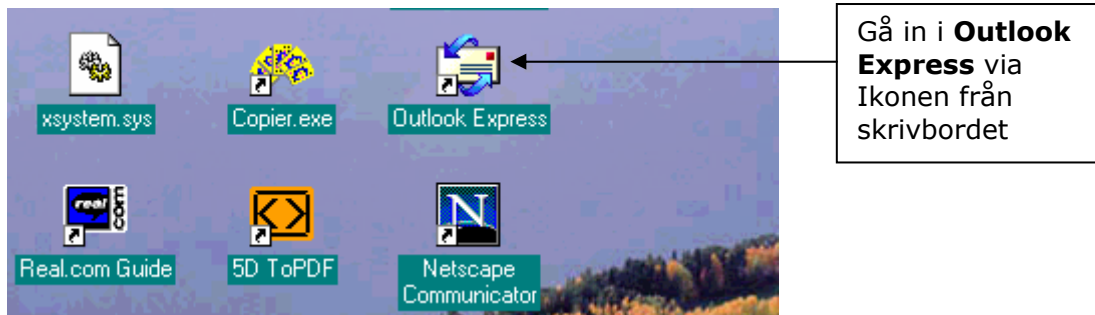 Gå in i Outlook
Express via
Ikonen från
skrivbordet
xsystem.sys
Copier.exe
Outlook Express
real
com
Real.com Guide
5D ToPDF
N
Netscape
Communicator